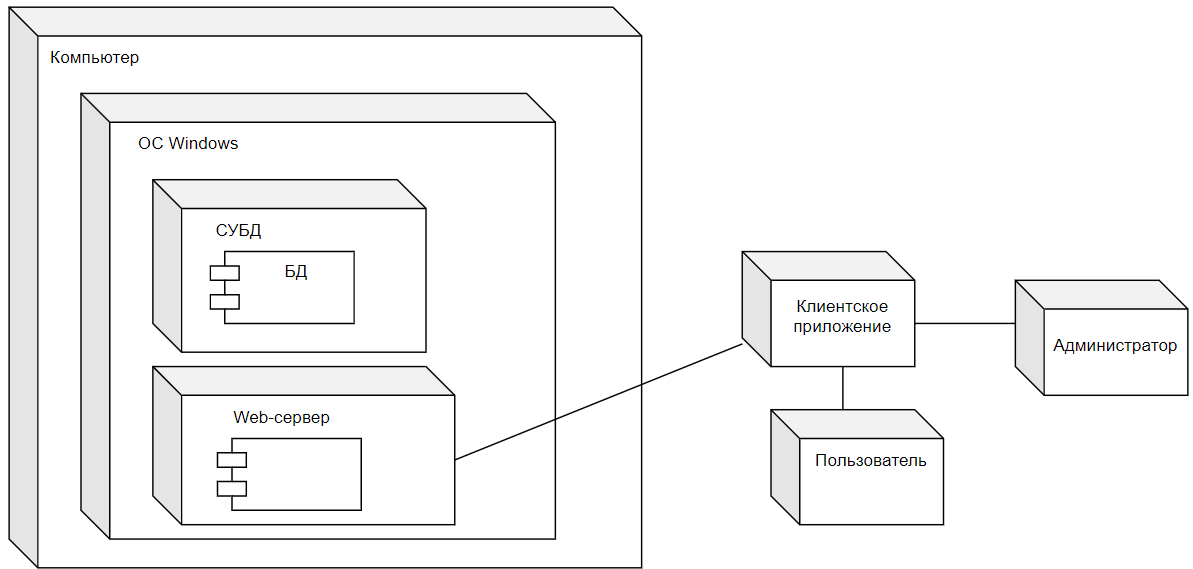 Компьютер
ОС Windows
СУБД
БД
Web-сервер
Клиентское
приложение
Администратор
Пользователь